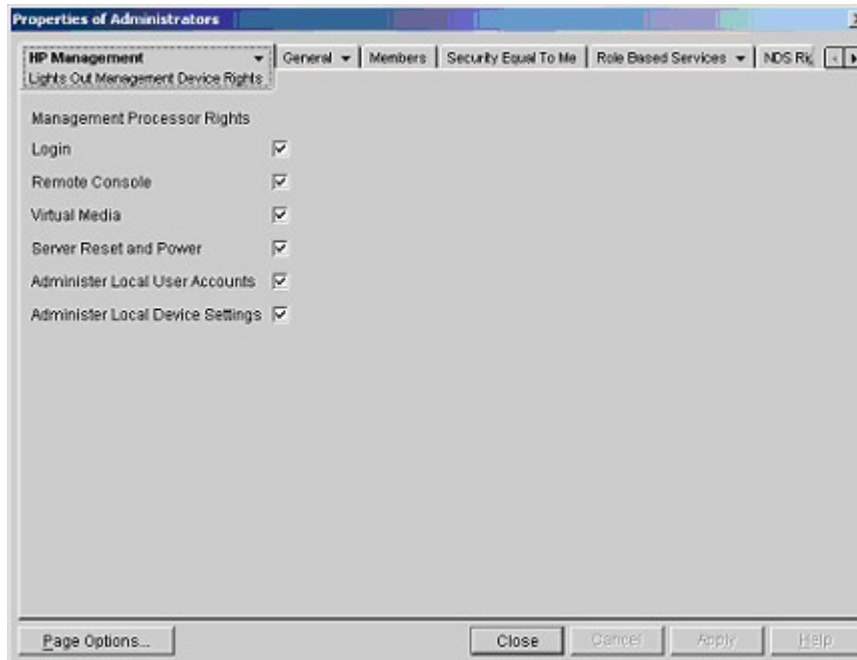 Properties of Administrators
HP Management
Lights Out Management Device Rights
General
Members
Security Equal To Me
Role Based Services
NDS Rig
Management Processor Rights
Login
Remote Console
Virtual Media
Server Reset and Power
Administer Local User Accounts
Administer Local Device Settings
Page Options...
Close
Cancel
Apply
Help